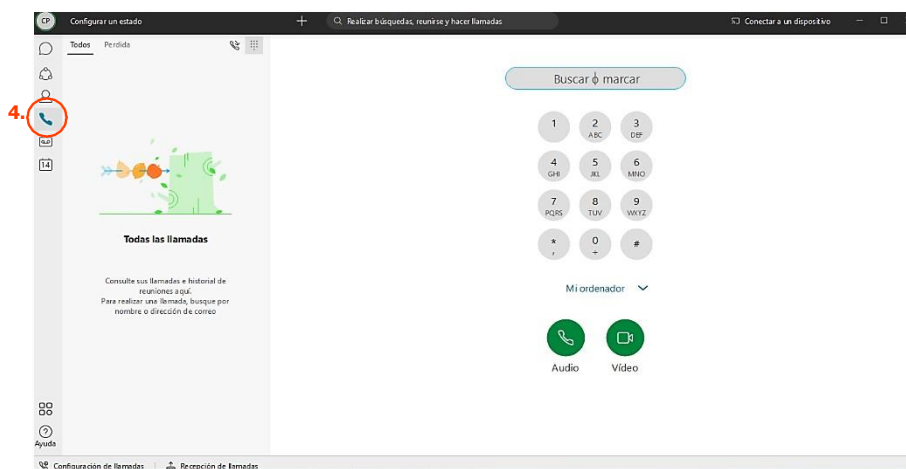 CP
Configurar un estado
Realizar búsquedas, reunirse y hacer llamadas
Conectar a un dispositivo
Todos
Perdida
4.
14
Todas las llamadas
Consulte sus llamadas e historial de
reuniones aquí.
Para realizar una llamada, busque por
nombre o dirección de correo
Buscar o marcar
1
2
ABC
3
DEF
4
GHI
5
JKL
6
MNO
7
PQRS
8
TUV
9
WXYZ
*
,
0
+
#
Mi ordenador
Audio
Vídeo
Ayuda
Configuración de llamadas
Recepción de llamadas